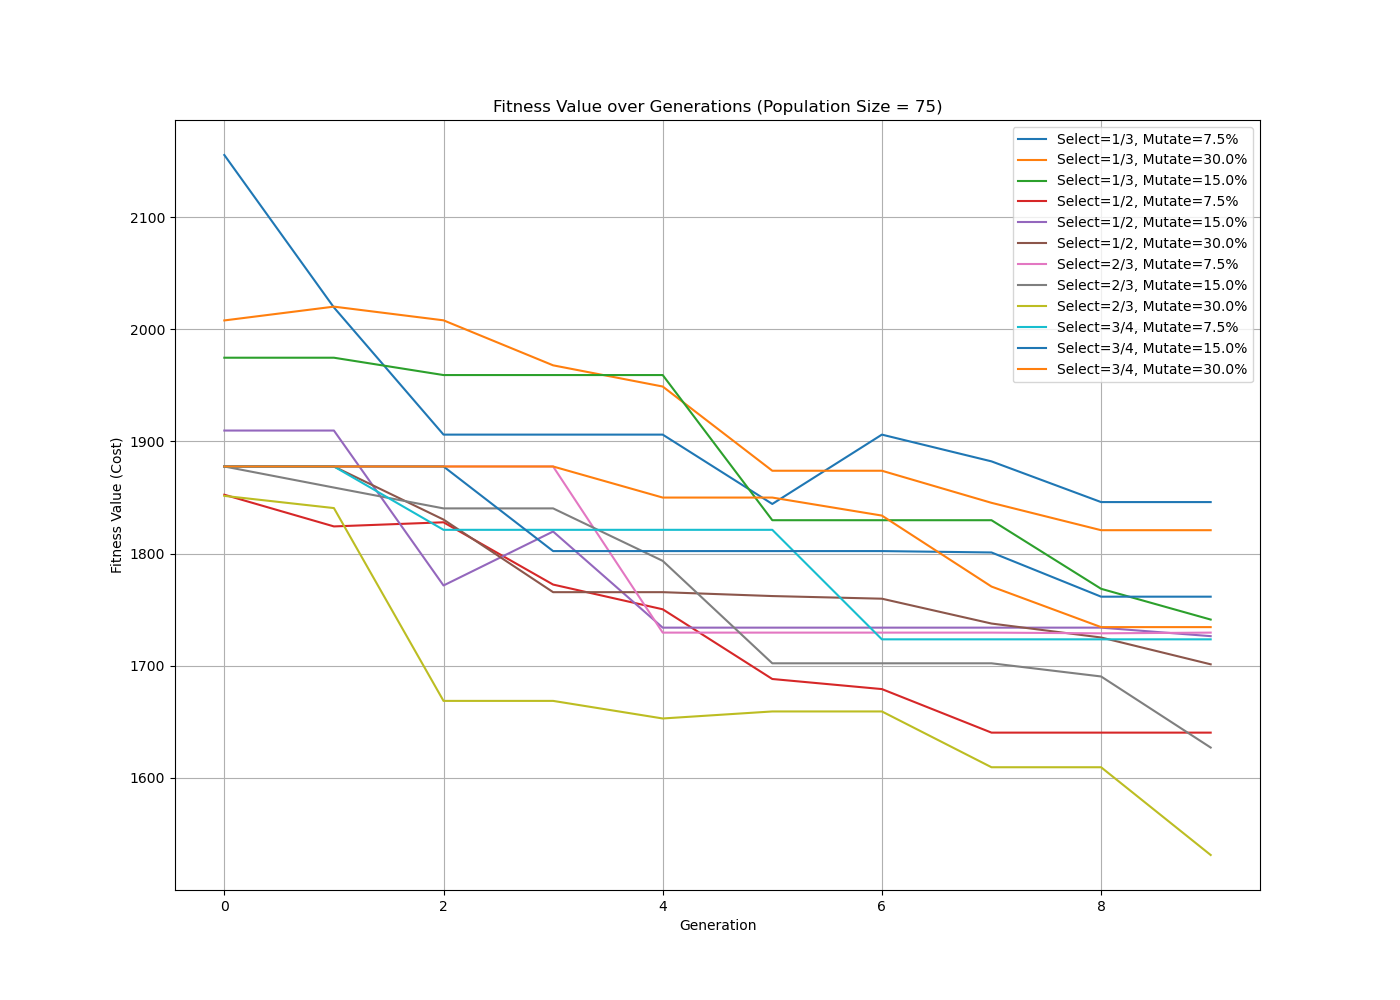 Fitness Value over Generations (Population Size = 75)
Select=1/3, Mutate=7.5%
Select=1/3, Mutate=30.0%
Select=1/3, Mutate=15.0%
Select=1/2, Mutate=7.5%
Select=1/2, Mutate=15.0%
Select=1/2, Mutate=30.0%
Select=2/3, Mutate=7.5%
Select=2/3, Mutate=15.0%
Select=2/3, Mutate=30.0%
Select=3/4, Mutate=7.5%
Select=3/4, Mutate=15.0%
Select=3/4, Mutate=30.0%
2100
2000
1900
1800
1700
1600
Fitness Value (Cost)
0 2 4 6 8
Generation